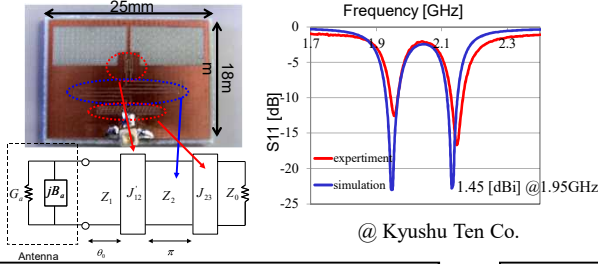 25mm
18m
m
Frequency [GHz]
0
-5
-10
-15
-20
-25
S11 [dB]
1.7
1.9
2.1
2.3
experiment
simulation
1.45 [dBi] @1.95GHz
@ Kyushu Ten Co.
Gₐ
jBₐ
Z₁
J'₁₂
Z₂
J₂₃
Z₀
θ₀
π
Antenna